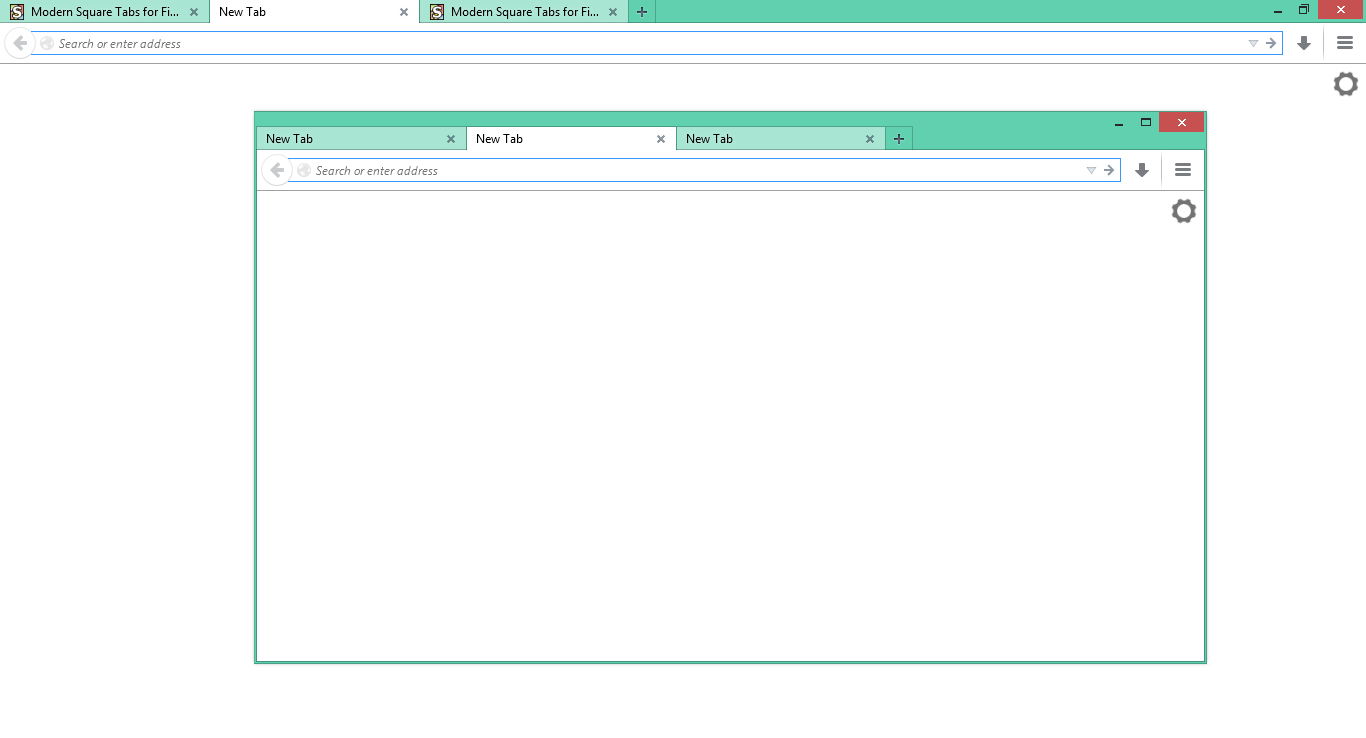 Modern Square Tabs for Fi... New Tab Modern Square Tabs for Fi...
Search or enter address
New Tab New Tab New Tab
Search or enter address